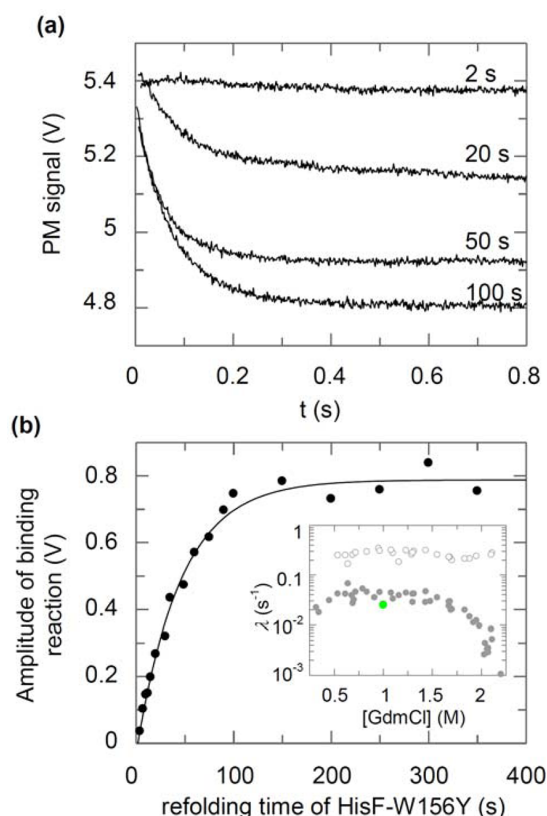 (a)
5.4
5.2
5
4.8
PM signal (V)
2 s
20 s
50 s
100 s
0 0.2 0.4 0.6 0.8
t (s)
(b)
0.8
0.6
0.4
0.2
0
Amplitude of binding
reaction (V)
1
0.1
10⁻²
10⁻³
λ (s⁻¹)
0.5 1 1.5 2
[GdmCl] (M)
0 100 200 300 400
refolding time of HisF-W156Y (s)